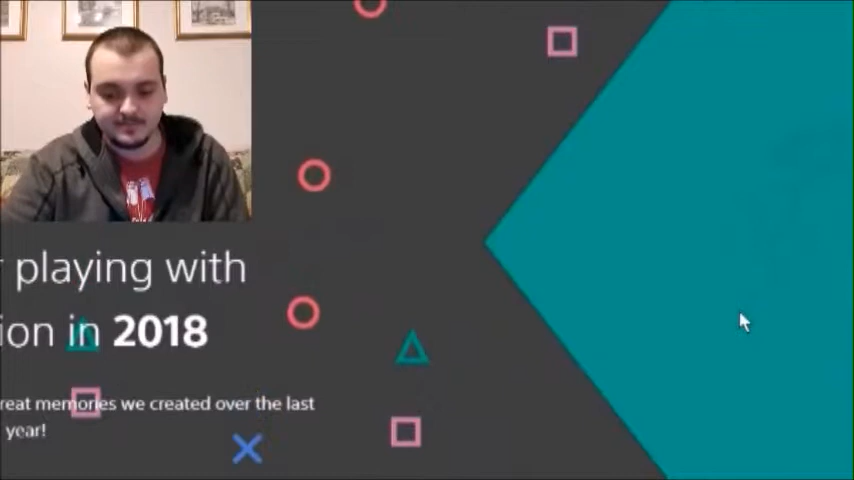 playing with
ion in 2018
reat memories we created over the last
year!